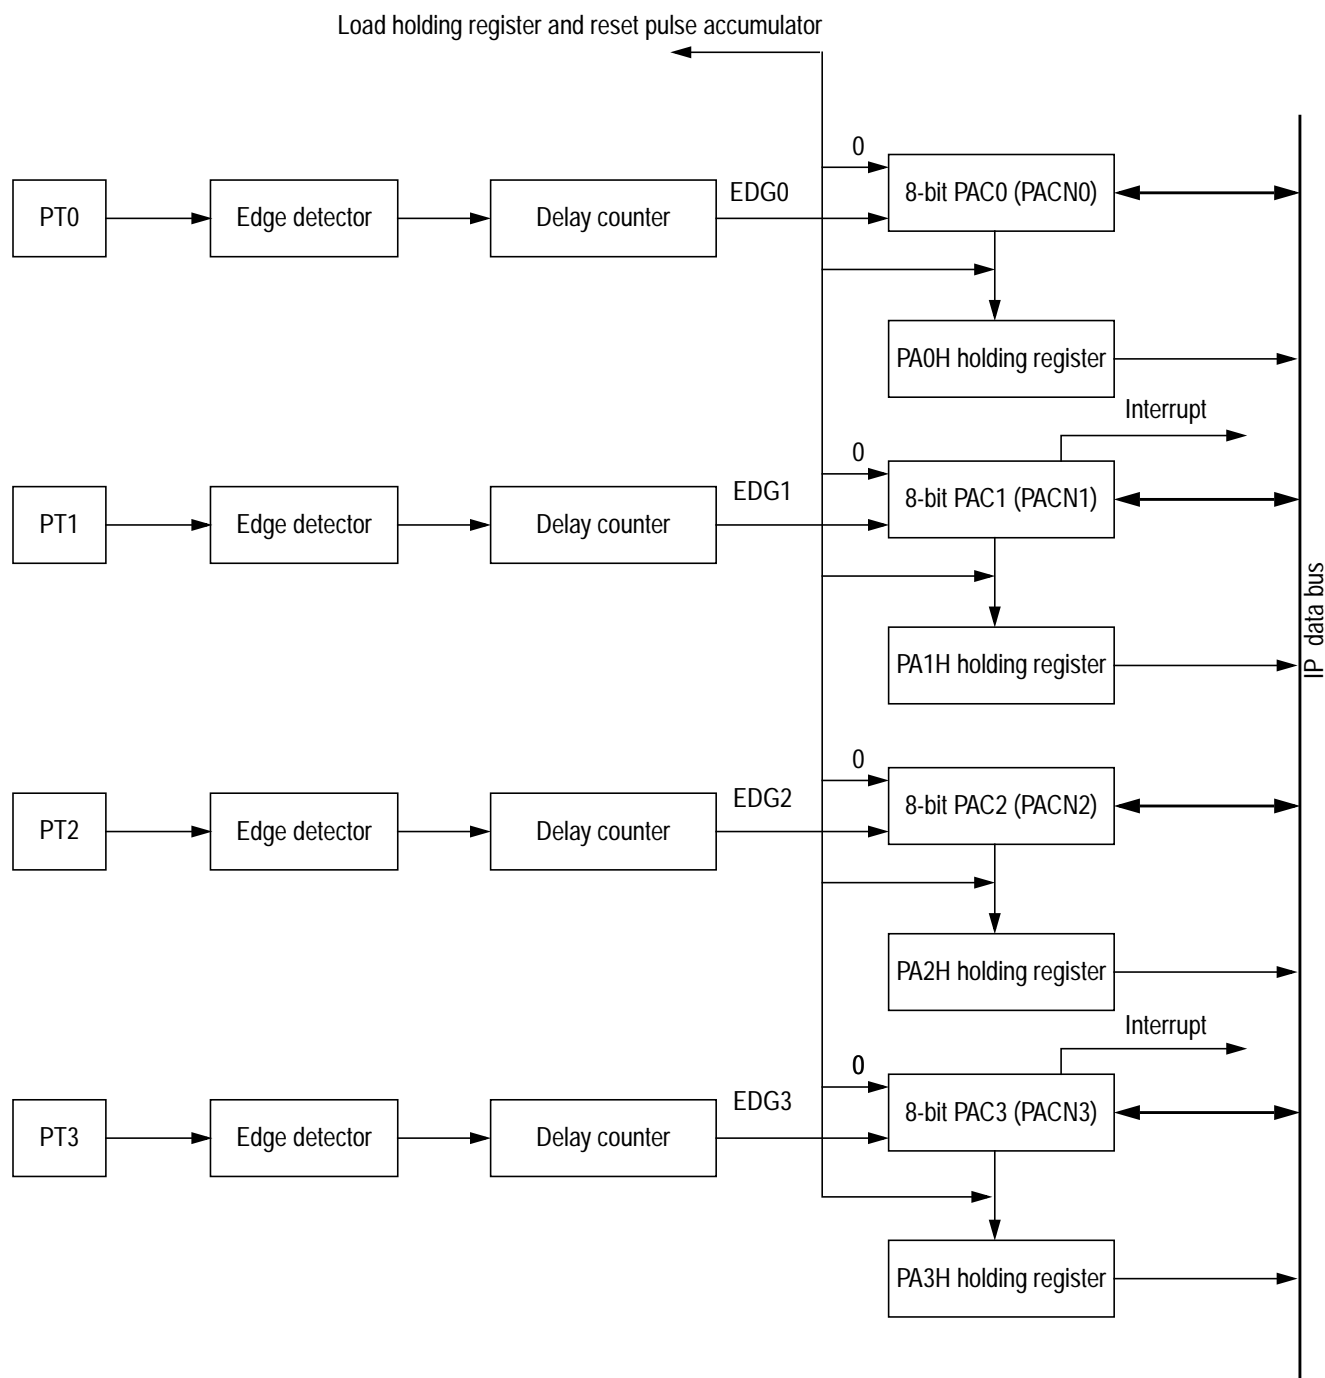 Load holding register and reset pulse accumulator
0
EDG0
PT0
Edge detector
Delay counter
8-bit PAC0 (PACN0)
PA0H holding register
Interrupt
0
EDG1
PT1
Edge detector
Delay counter
8-bit PAC1 (PACN1)
PA1H holding register
IP data bus
0
EDG2
PT2
Edge detector
Delay counter
8-bit PAC2 (PACN2)
PA2H holding register
Interrupt
0
EDG3
PT3
Edge detector
Delay counter
8-bit PAC3 (PACN3)
PA3H holding register